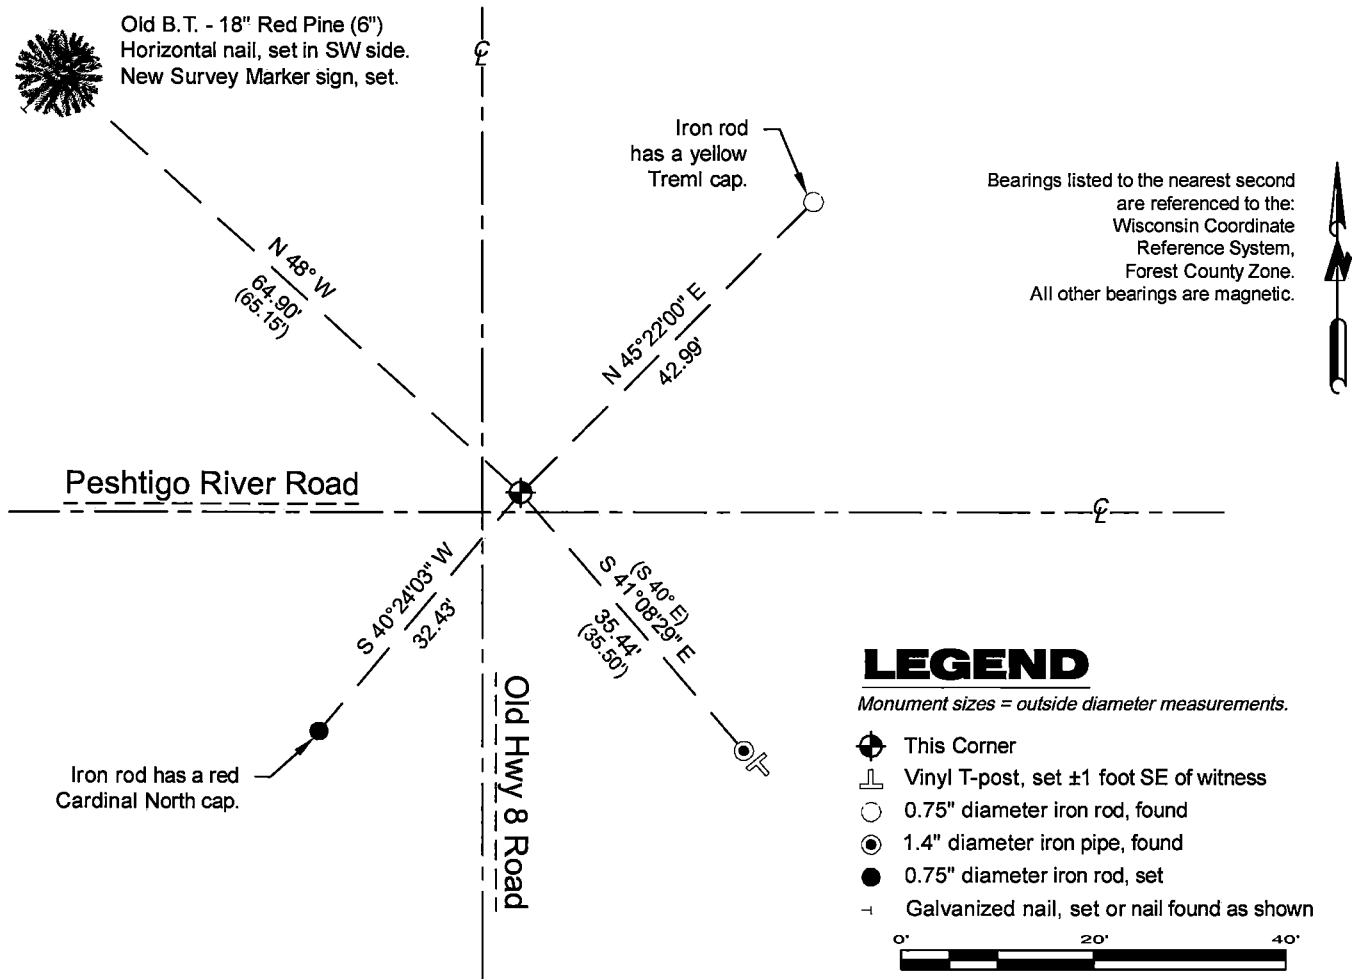 Old B.T. - 18" Red Pine (6")
Horizontal nail, set in SW side.
New Survey Marker sign, set.
℄
Iron rod
has a yellow
Treml cap.
Bearings listed to the nearest second
are referenced to the:
Wisconsin Coordinate
Reference System,
Forest County Zone.
All other bearings are magnetic.
N
N 48° W
64.90'
(65.15')
N 45°22'00" E
42.99'
Peshtigo River Road
℄
S 40°24'03" W
32.43'
(S 40° E)
S 41°08'29" E
35.44'
(35.50')
Old Hwy 8 Road
Iron rod has a red
Cardinal North cap.
LEGEND
Monument sizes = outside diameter measurements.
This Corner
Vinyl T-post, set ±1 foot SE of witness
0.75" diameter iron rod, found
1.4" diameter iron pipe, found
0.75" diameter iron rod, set
Galvanized nail, set or nail found as shown
0' 20' 40'